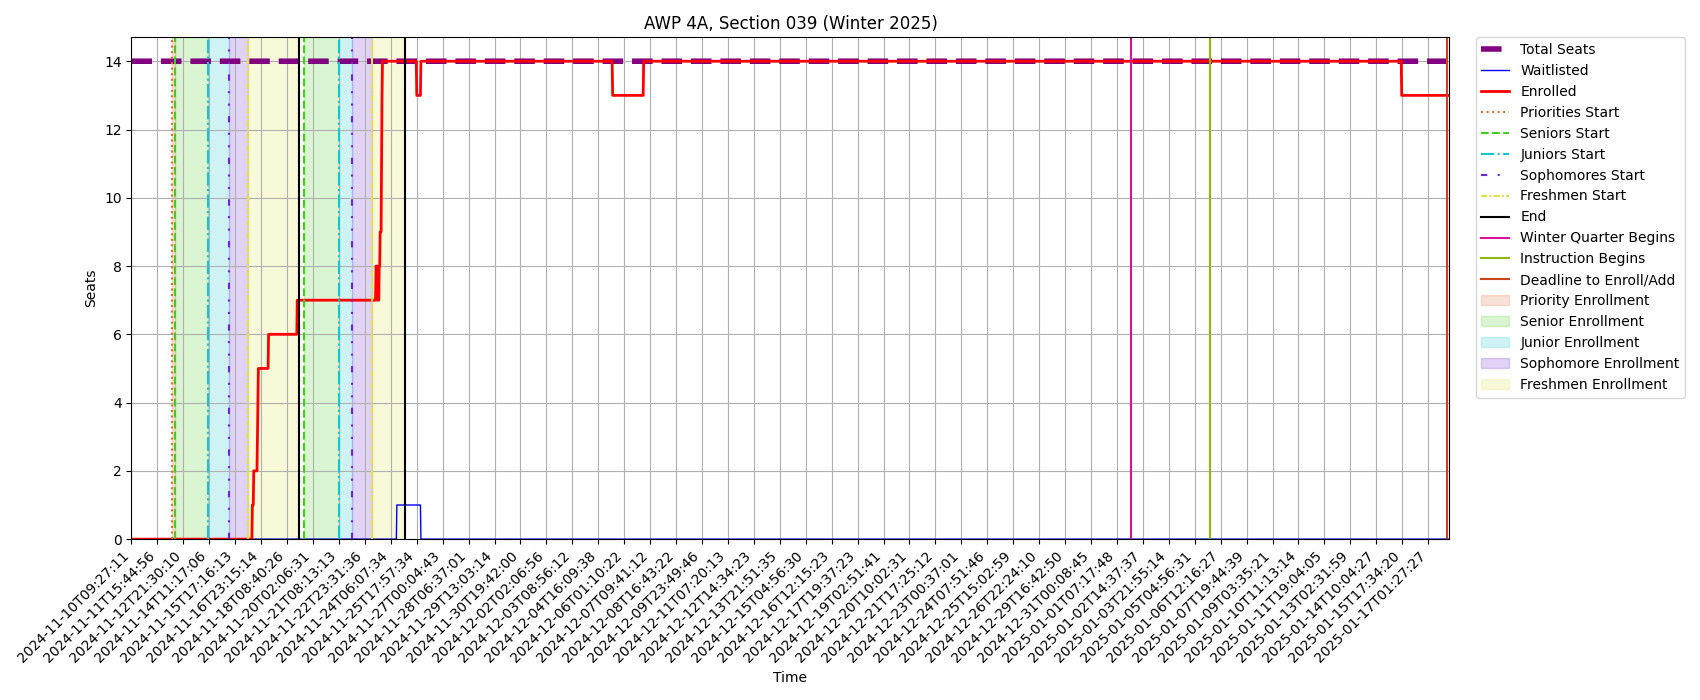 AWP 4A, Section 039 (Winter 2025)
Seats
14
12
10
8
6
4
2
0
2024-11-10T09:27:11
2024-11-11T15:44:56
2024-11-12T21:30:10
2024-11-14T11:17:06
2024-11-15T17:16:13
2024-11-16T23:15:14
2024-11-18T08:40:26
2024-11-20T02:06:31
2024-11-21T08:13:13
2024-11-22T23:31:36
2024-11-24T06:07:34
2024-11-25T17:57:34
2024-11-27T00:04:43
2024-11-28T06:37:01
2024-11-29T13:03:14
2024-11-30T19:42:00
2024-12-02T02:06:56
2024-12-03T08:56:12
2024-12-04T16:09:38
2024-12-06T01:10:22
2024-12-07T09:41:12
2024-12-08T16:43:22
2024-12-09T23:49:46
2024-12-11T07:20:13
2024-12-12T14:34:23
2024-12-13T21:51:35
2024-12-15T04:56:30
2024-12-16T12:15:23
2024-12-17T19:37:23
2024-12-19T02:51:41
2024-12-20T10:02:31
2024-12-21T17:25:12
2024-12-23T00:37:01
2024-12-24T07:51:46
2024-12-25T15:02:59
2024-12-26T22:24:10
2024-12-29T16:42:50
2024-12-31T00:08:45
2025-01-01T07:17:48
2025-01-02T14:37:37
2025-01-03T21:55:14
2025-01-05T04:56:31
2025-01-06T12:16:27
2025-01-07T19:44:39
2025-01-09T03:35:21
2025-01-10T11:13:14
2025-01-11T19:04:05
2025-01-13T02:31:59
2025-01-14T10:04:27
2025-01-15T17:34:20
2025-01-17T01:27:27
Time
Total Seats
Waitlisted
Enrolled
Priorities Start
Seniors Start
Juniors Start
Sophomores Start
Freshmen Start
End
Winter Quarter Begins
Instruction Begins
Deadline to Enroll/Add
Priority Enrollment
Senior Enrollment
Junior Enrollment
Sophomore Enrollment
Freshmen Enrollment